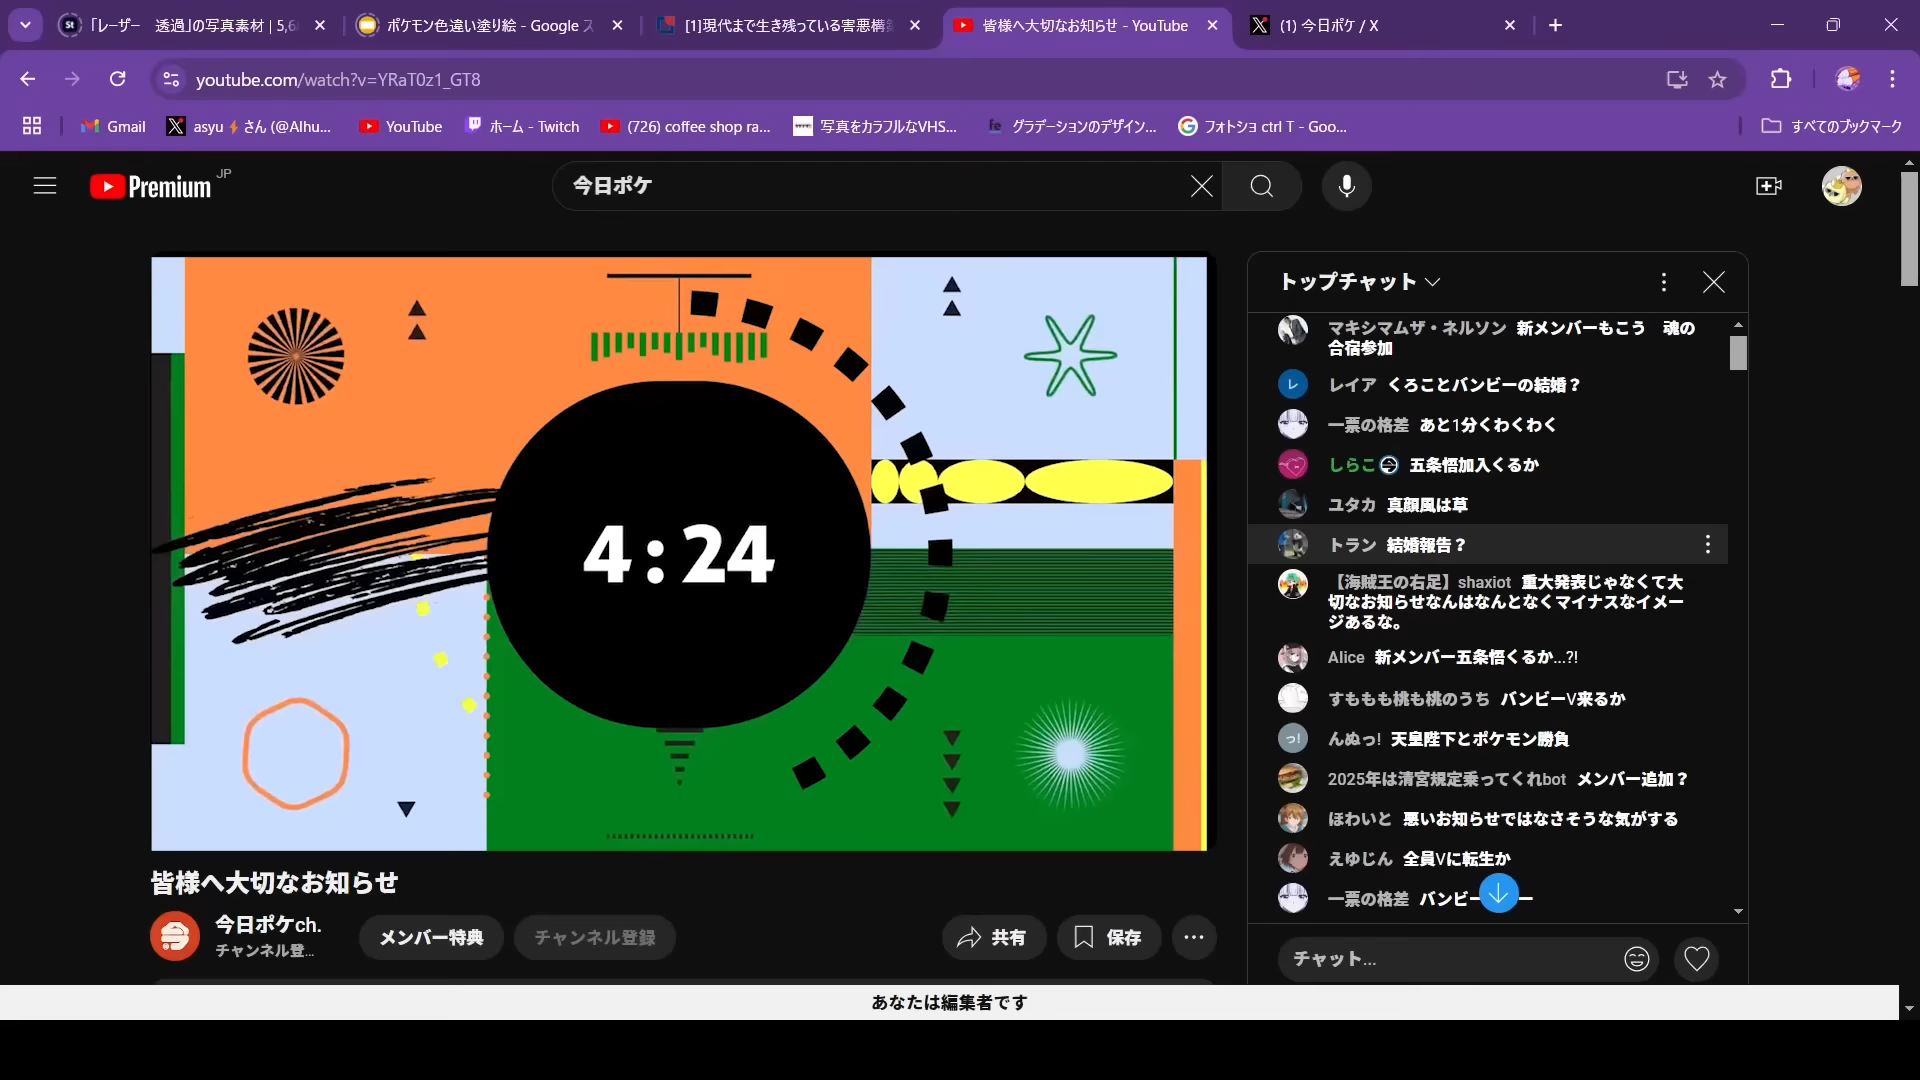 「レーザー 透過」の写真素材 | 5,6
ポケモン色違い塗り絵 - Google ス
[1]現代まで生き残っている害悪構築
皆様へ大切なお知らせ - YouTube
(1) 今日ポケ / X
youtube.com/watch?v=YRaT0z1_GT8
Gmail
asyu⚡さん (@Alhu...
YouTube
ホーム - Twitch
(726) coffee shop ra...
写真をカラフルなVHS...
グラデーションのデザイン...
フォトショ ctrl T - Goo...
すべてのブックマーク
Premium JP
今日ポケ
4:24
皆様へ大切なお知らせ
今日ポケch.
チャンネル登...
メンバー特典
チャンネル登録
共有
保存
トップチャット
マキシマムザ・ネルソン 新メンバーもこう 魂の
合宿参加
レ
レイア くろことバンビーの結婚？
一票の格差 あと1分くわくわく
しらこ 五条悟加入くるか
ユタカ 真顔風は草
トラン 結婚報告？
【海賊王の右足】shaxiot 重大発表じゃなくて大
切なお知らせなんはなんとなくマイナスなイメー
ジあるな。
Alice 新メンバー五条悟くるか...?!
すももも桃も桃のうち バンビーV来るか
っ!
んぬっ! 天皇陛下とポケモン勝負
2025年は清宮規定乗ってくれbot メンバー追加？
ほわいと 悪いお知らせではなさそうな気がする
えゆじん 全員Vに転生か
一票の格差 バンビー
チャット...
あなたは編集者です